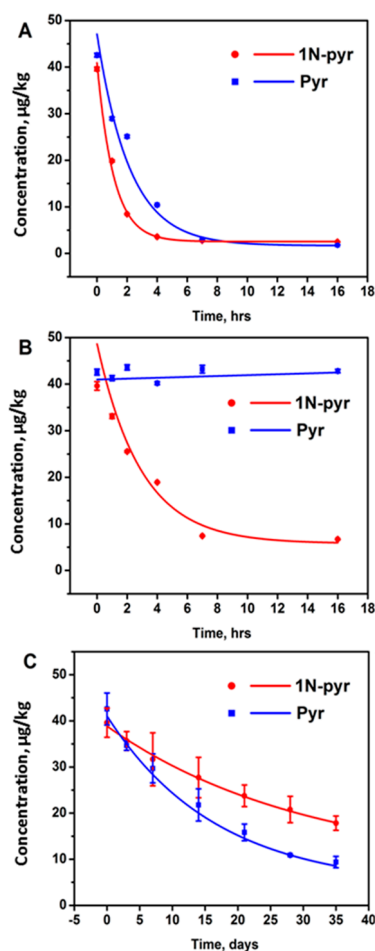 A
50
1N-pyr
Pyr
40
30
20
10
0
Concentration, µg/kg
0 2 4 6 8 10 12 14 16 18
Time, hrs
B
50
40
1N-pyr
Pyr
30
20
10
0
Concentration, µg/kg
0 2 4 6 8 10 12 14 16 18
Time, hrs
C
50
1N-pyr
Pyr
40
30
20
10
0
Concentration, µg/kg
-5 0 5 10 15 20 25 30 35 40
Time, days